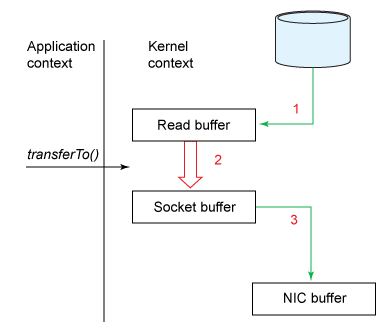 Application
context
Kernel
context
1
Read buffer
2
transferTo()
Socket buffer
3
NIC buffer